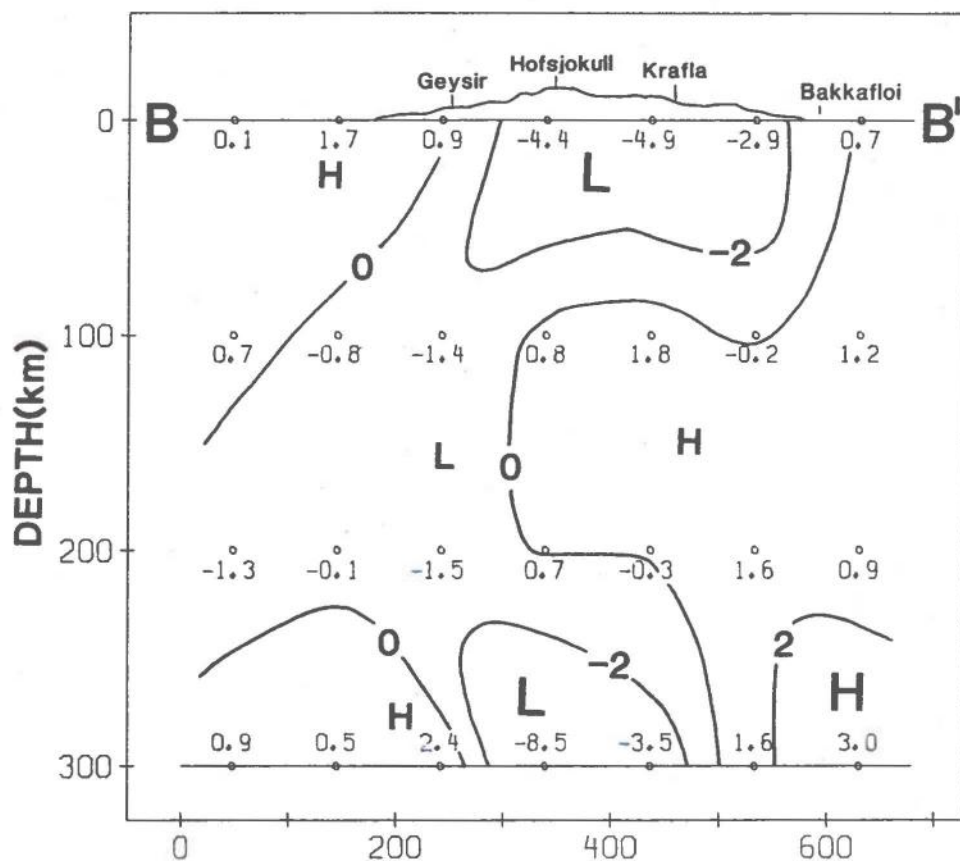 Hofsjokull
Geysir Krafla
Bakkafloi
0 B B'
0.1 1.7 0.9 -4.4 -4.9 -2.9 0.7
H L
0 -2
100
0.7 -0.8 -1.4 0.8 1.8 -0.2 1.2
DEPTH(km)
L 0 H
200
-1.3 -0.1 -1.5 0.7 -0.3 1.6 0.9
0 -2 2
H L H
0.9 0.5 2.4 -8.5 -3.5 1.6 3.0
300
0 200 400 600